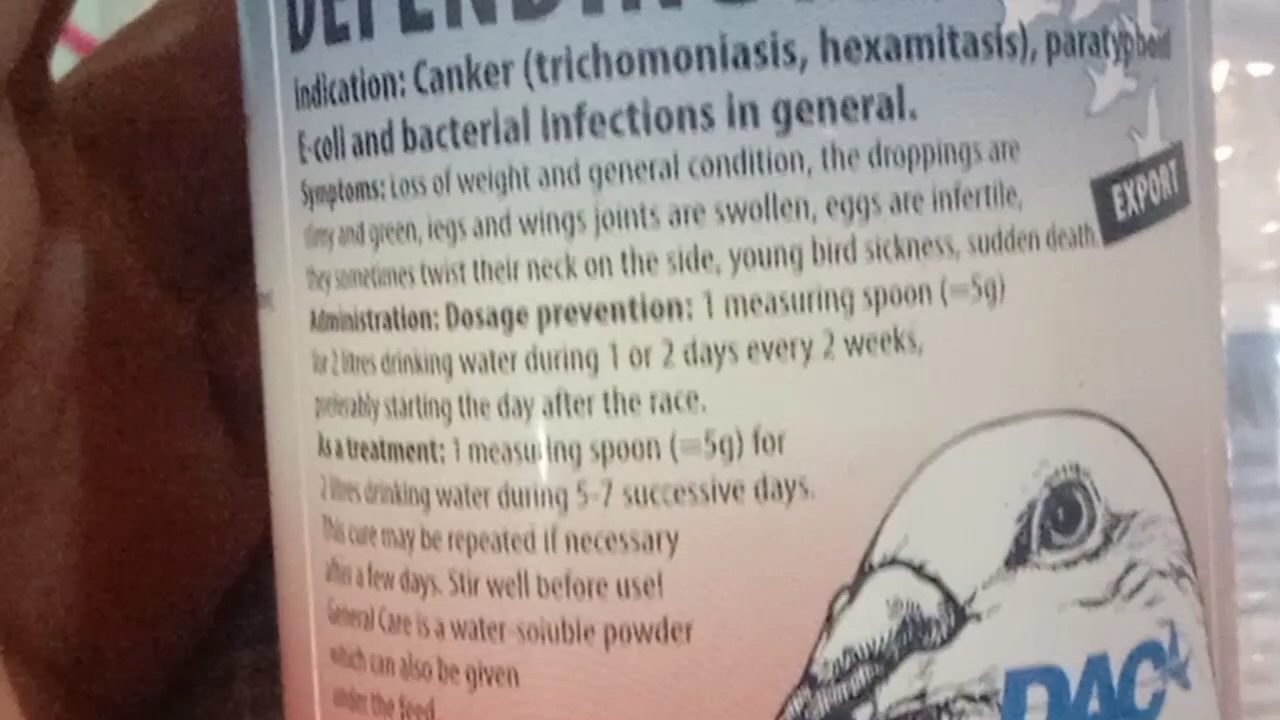 Indication: Canker (trichomoniasis, hexamitasis), paratyphoid
E-coli and bacterial infections in general.
Symptoms: Loss of weight and general condition, the droppings are
slimy and green, legs and wings joints are swollen, eggs are infertile,
they sometimes twist their neck on the side, young bird sickness, sudden death.
EXPORT
Administration: Dosage prevention: 1 measuring spoon (=5g)
for 2 litres drinking water during 1 or 2 days every 2 weeks,
preferably starting the day after the race.
As a treatment: 1 measuring spoon (=5g) for
2 litres drinking water during 5-7 successive days.
This cure may be repeated if necessary
after a few days. Stir well before use!
General Care is a water-soluble powder
which can also be given
under the feed.
DAC